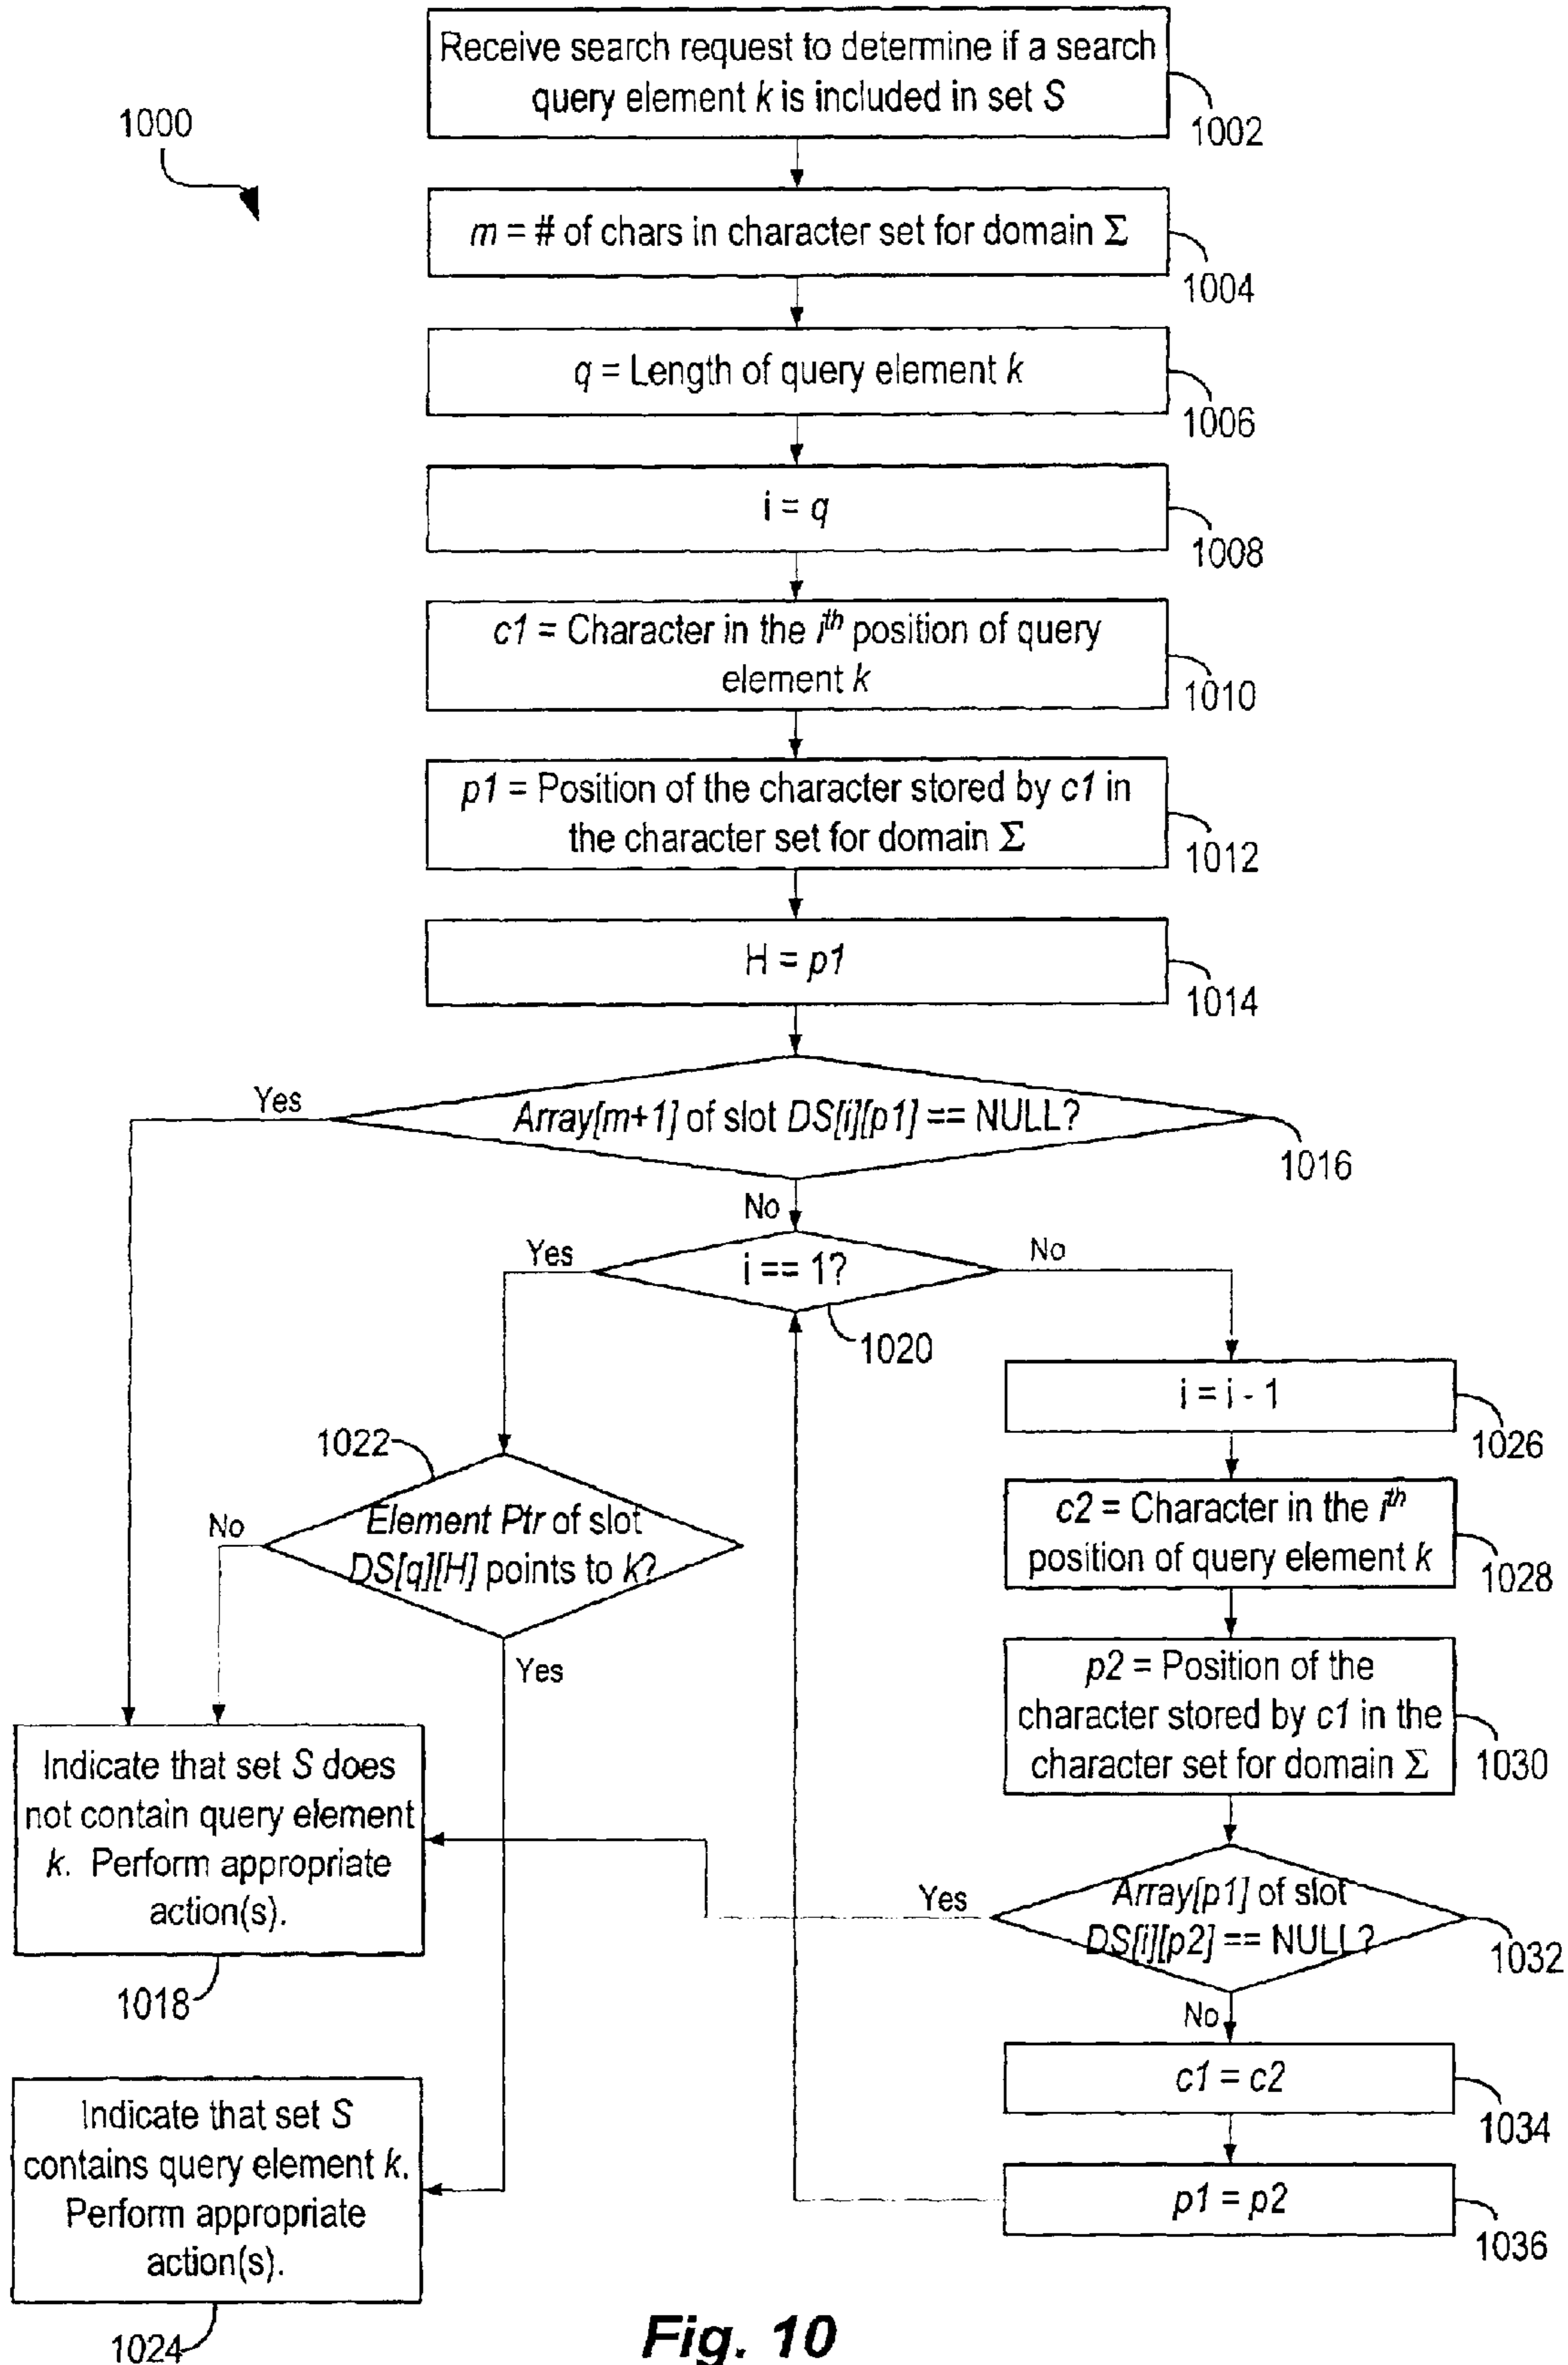 Receive search request to determine if a search
query element k is included in set S
1002
1000
m = # of chars in character set for domain Σ
1004
q = Length of query element k
1006
i = q
1008
c1 = Character in the ith position of query
element k
1010
p1 = Position of the character stored by c1 in
the character set for domain Σ
1012
H = p1
1014
Yes
Array[m+1] of slot DS[i][p1] == NULL?
1016
No
Yes
i == 1?
No
1020
i = i - 1
1026
1022
Element Ptr of slot
DS[q][H] points to k?
No
Yes
c2 = Character in the ith
position of query element k
1028
p2 = Position of the
character stored by c1 in the
character set for domain Σ
1030
Indicate that set S does
not contain query element
k. Perform appropriate
action(s).
1018
Yes
Array[p1] of slot
DS[i][p2] == NULL?
1032
No
c1 = c2
1034
Indicate that set S
contains query element k.
Perform appropriate
action(s).
1024
p1 = p2
1036
Fig. 10